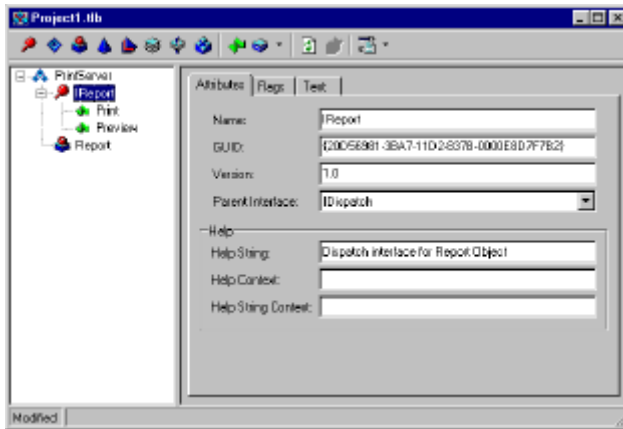 Project1.tlb
PrintServer
IReport
Print
Preview
Report
Attributes Flags Text
Name: IReport
GUID: {20D56981-3BA7-11D2-837B-0000E8D7F7B2}
Version: 1.0
Parent Interface: IDispatch
Help
Help String: Dispatch interface for Report Object
Help Context:
Help String Context:
Modified